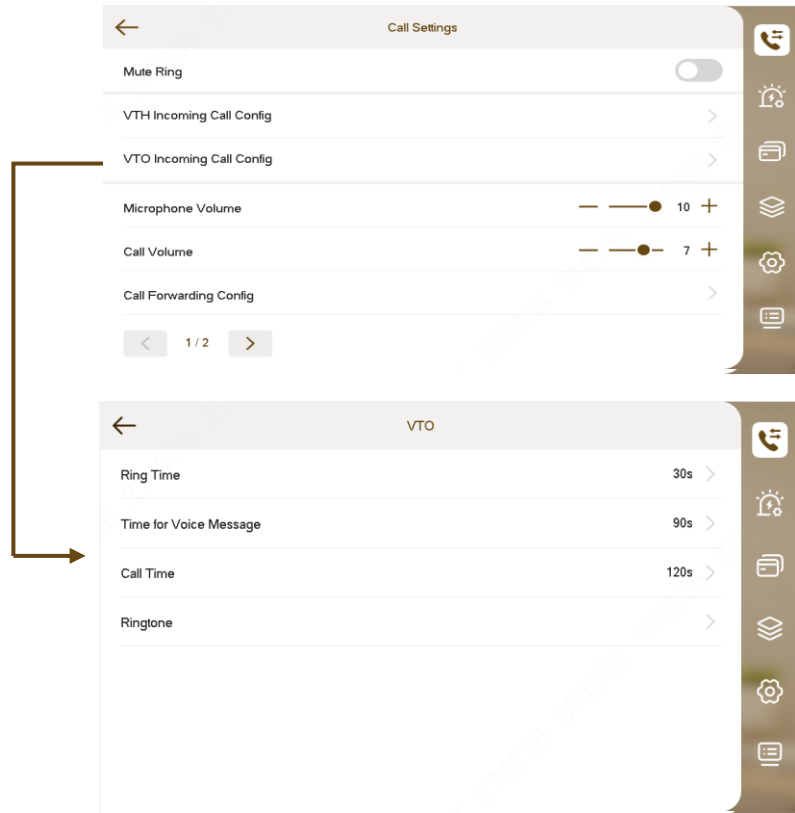 Call Settings
Mute Ring
VTH Incoming Call Config
VTO Incoming Call Config
Microphone Volume 10
Call Volume 7
Call Forwarding Config
1 / 2
VTO
Ring Time 30s
Time for Voice Message 90s
Call Time 120s
Ringtone